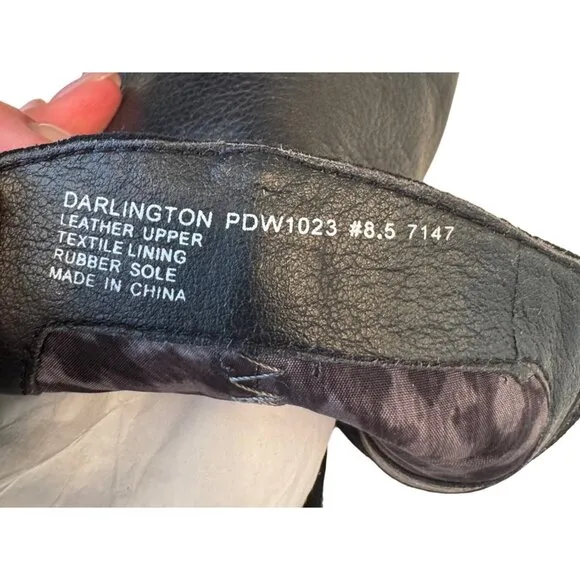 DARLINGTON PDW1023 #8.5 7147
LEATHER UPPER
TEXTILE LINING
RUBBER SOLE
MADE IN CHINA